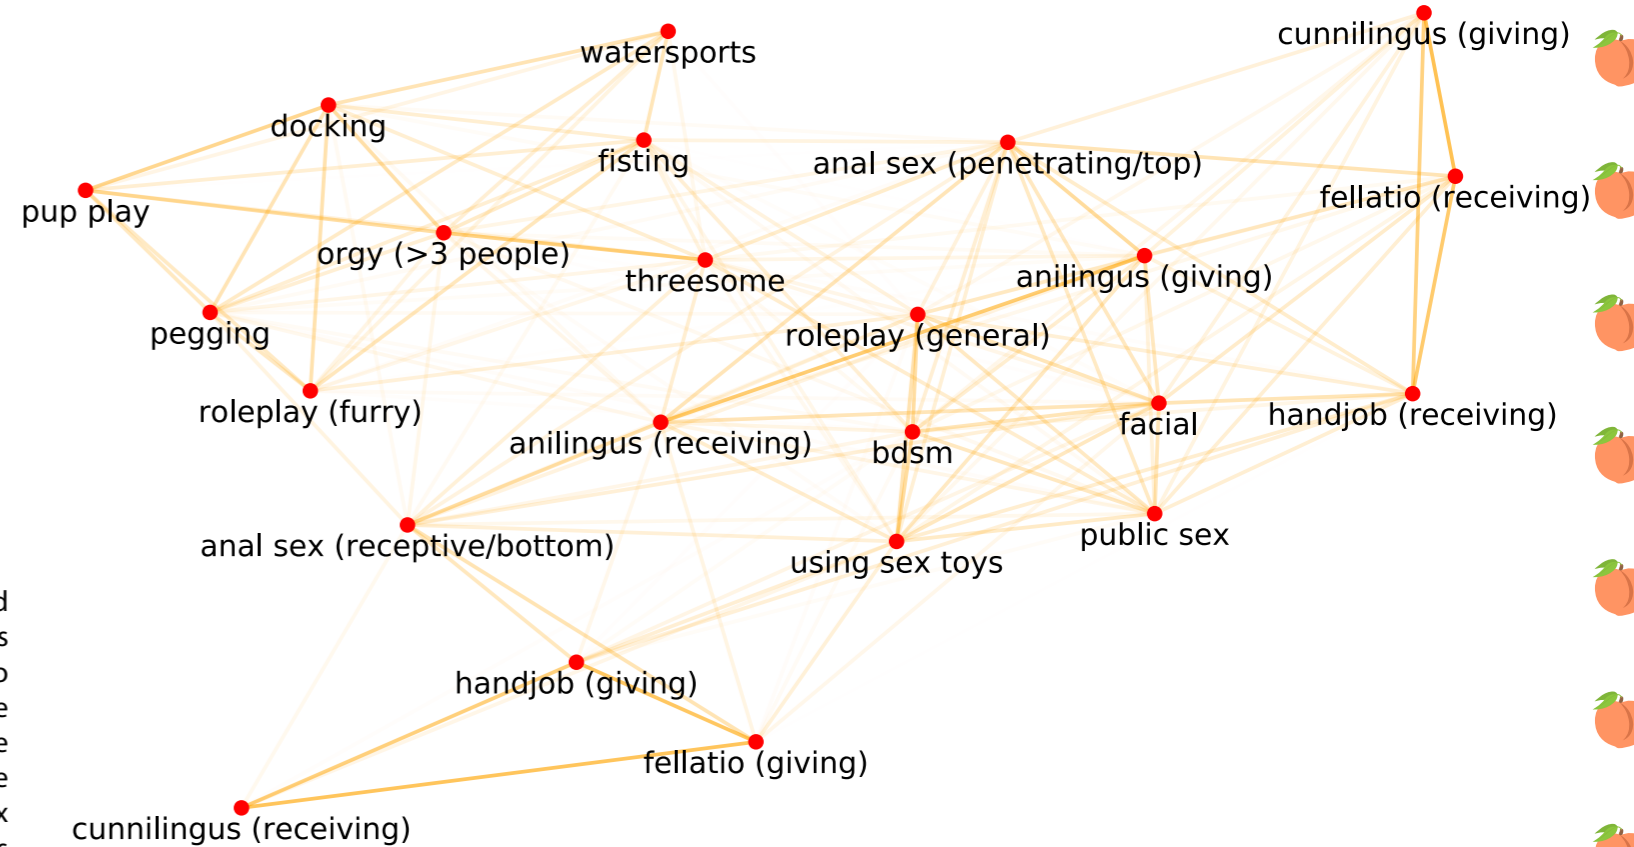 watersports
cunnilingus (giving)
docking
fisting
anal sex (penetrating/top)
fellatio (receiving)
pup play
orgy (>3 people)
threesome
anilingus (giving)
pegging
roleplay (general)
roleplay (furry)
anilingus (receiving)
bdsm
facial
handjob (receiving)
anal sex (receptive/bottom)
using sex toys
public sex
handjob (giving)
fellatio (giving)
cunnilingus (receiving)
d
s
o
e
e
e
x